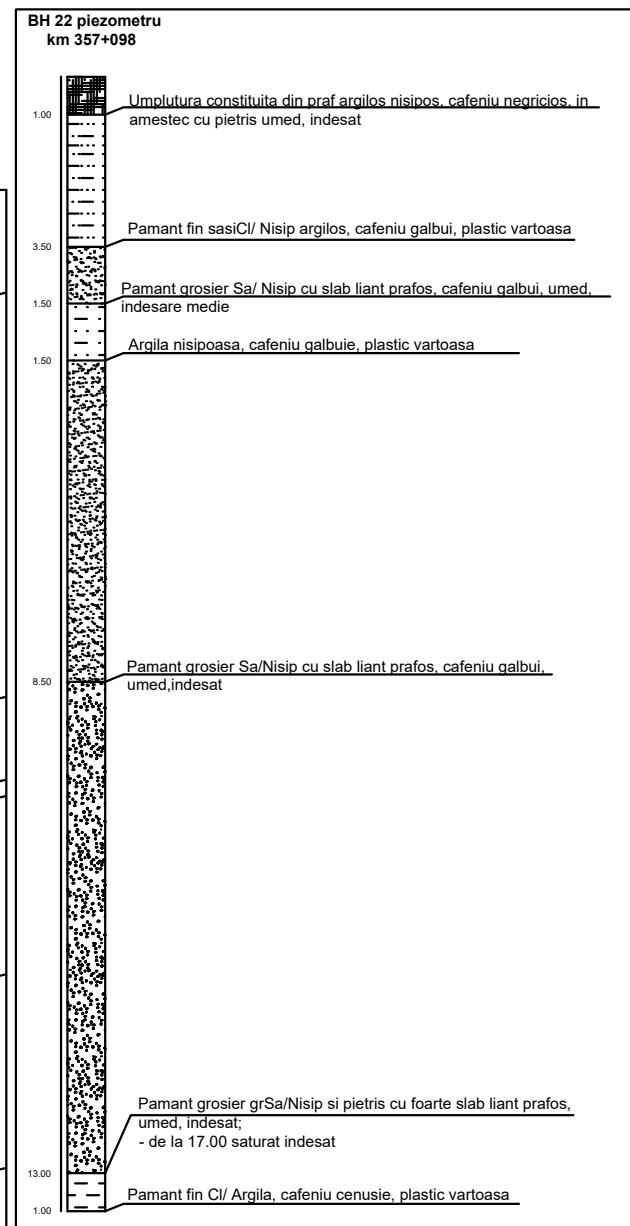 BH 22 piezometru
km 357+098
1.00
Umplutura constituita din praf argilos nisipos, cafeniu negricios, in
amestec cu pietris umed, indesat
3.50
Pamant fin sasiCl/ Nisip argilos, cafeniu galbui, plastic vartoasa
1.50
Pamant grosier Sa/ Nisip cu slab liant prafos, cafeniu galbui, umed,
indesare medie
1.50
Argila nisipoasa, cafeniu galbuie, plastic vartoasa
8.50
Pamant grosier Sa/Nisip cu slab liant prafos, cafeniu galbui,
umed,indesat
13.00
Pamant grosier grSa/Nisip si pietris cu foarte slab liant prafos,
umed, indesat;
- de la 17.00 saturat indesat
1.00
Pamant fin Cl/ Argila, cafeniu cenusie, plastic vartoasa